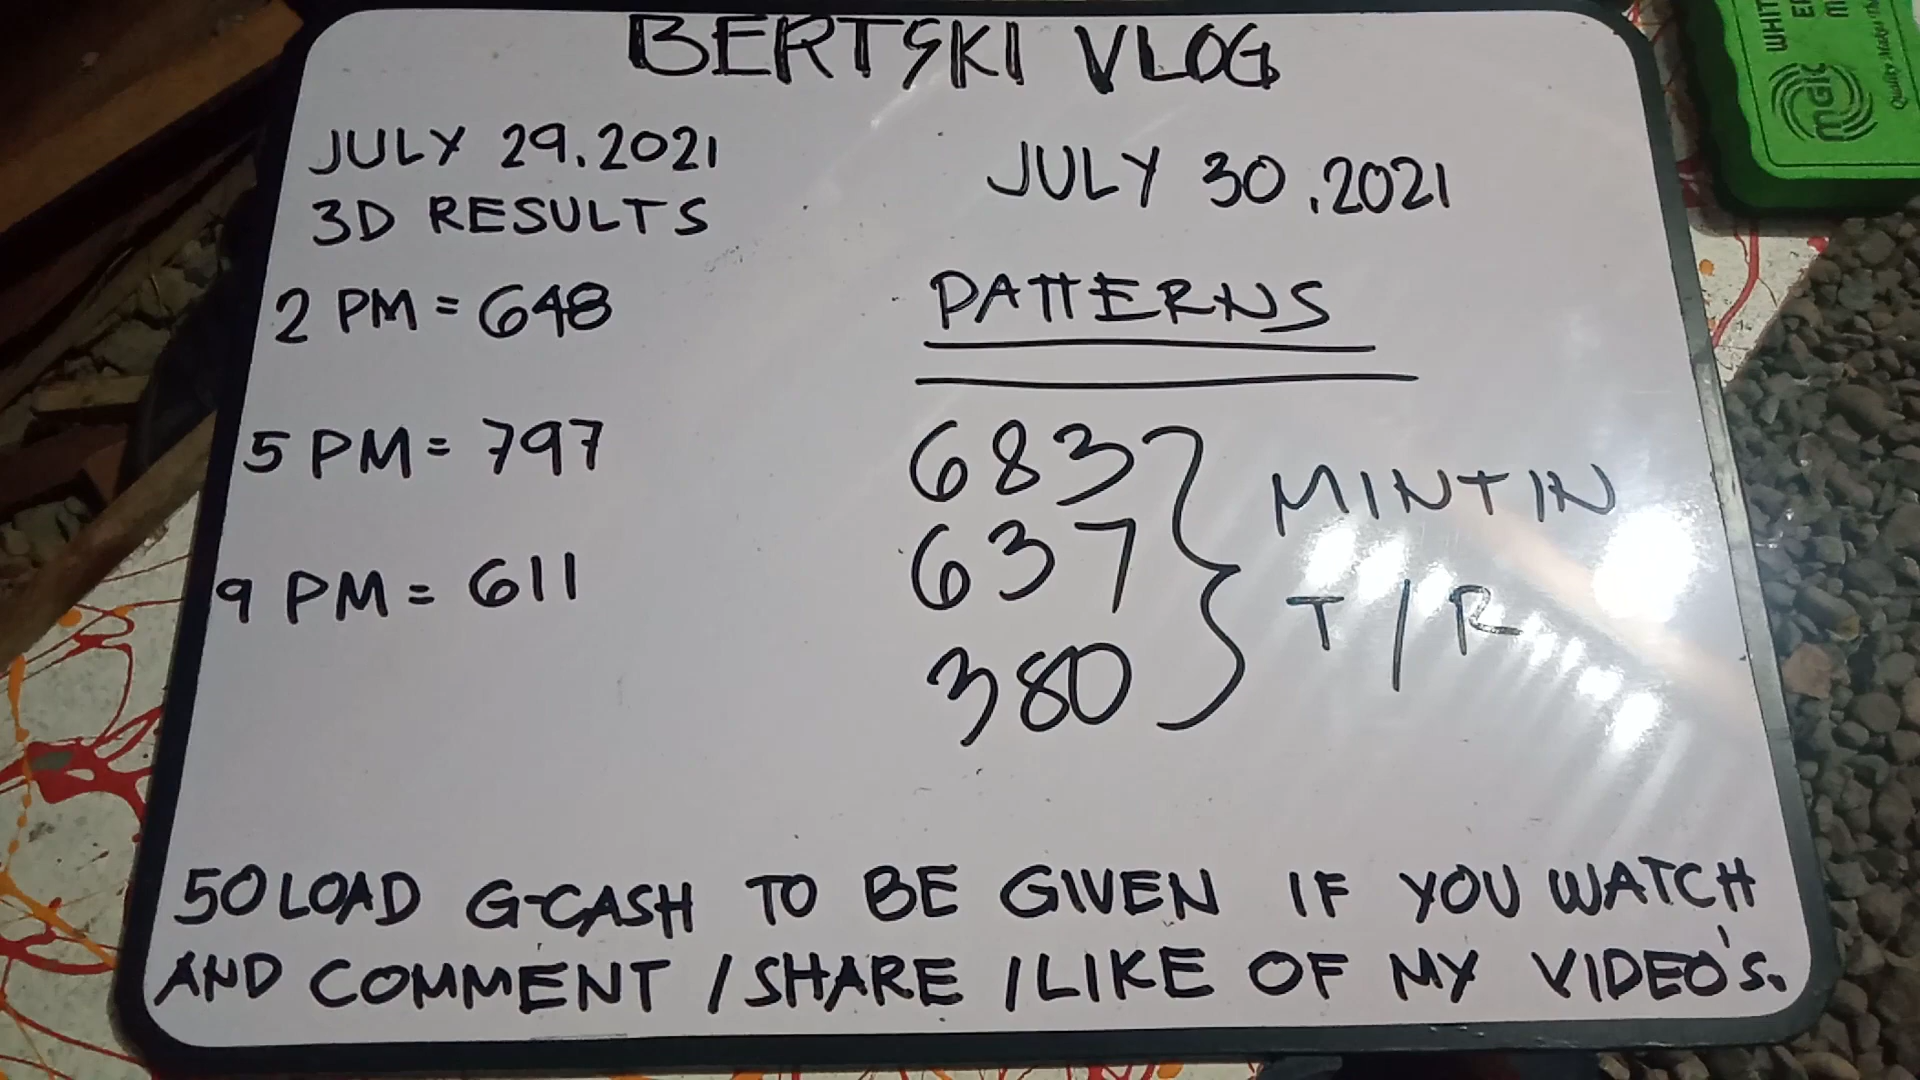 BERTSKI VLOG
JULY 29.2021
3D RESULTS
2 PM = 648
5 PM = 797
9 PM = 611
JULY 30.2021
PATTERNS
683
637
380
MINTIN
T/R
50 LOAD G-CASH TO BE GIVEN IF YOU WATCH
AND COMMENT / SHARE / LIKE OF MY VIDEO'S.
MGIC